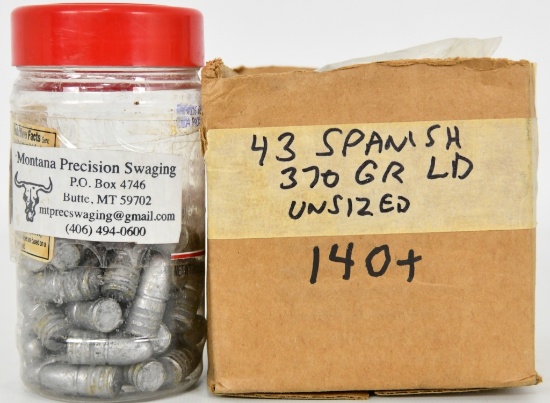 Facts
Montana Precision Swaging
P.O. Box 4746
Butte, MT 59702
mtprecswaging@gmail.com
(406) 494-0600
43 SPANISH
370 GR LD
UNSIZED
140+